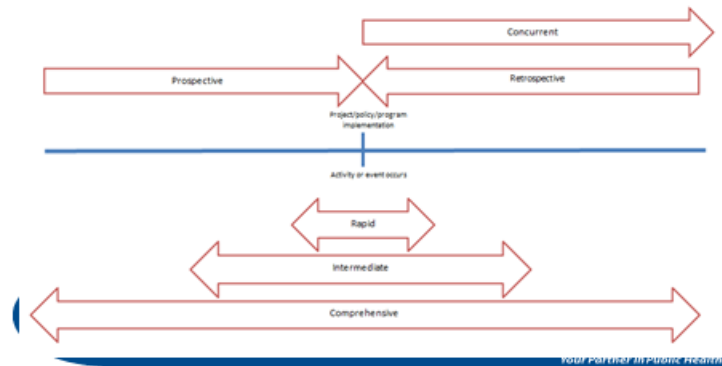 Concurrent
Prospective
Retrospective
Project/policy/program
implementation
Activity or event occurs
Rapid
Intermediate
Comprehensive
Your Partner in Public Health